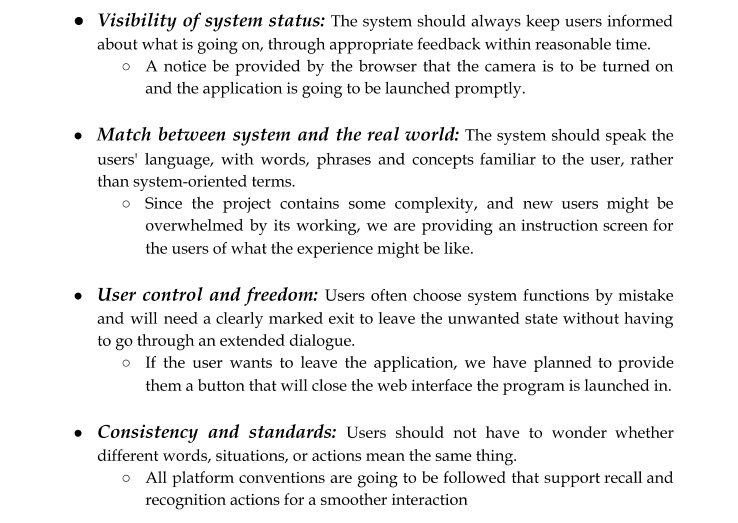 ● Visibility of system status: The system should always keep users informed
about what is going on, through appropriate feedback within reasonable time.
○ A notice be provided by the browser that the camera is to be turned on
and the application is going to be launched promptly.
● Match between system and the real world: The system should speak the
users' language, with words, phrases and concepts familiar to the user, rather
than system-oriented terms.
○ Since the project contains some complexity, and new users might be
overwhelmed by its working, we are providing an instruction screen for
the users of what the experience might be like.
● User control and freedom: Users often choose system functions by mistake
and will need a clearly marked exit to leave the unwanted state without having
to go through an extended dialogue.
○ If the user wants to leave the application, we have planned to provide
them a button that will close the web interface the program is launched in.
● Consistency and standards: Users should not have to wonder whether
different words, situations, or actions mean the same thing.
○ All platform conventions are going to be followed that support recall and
recognition actions for a smoother interaction